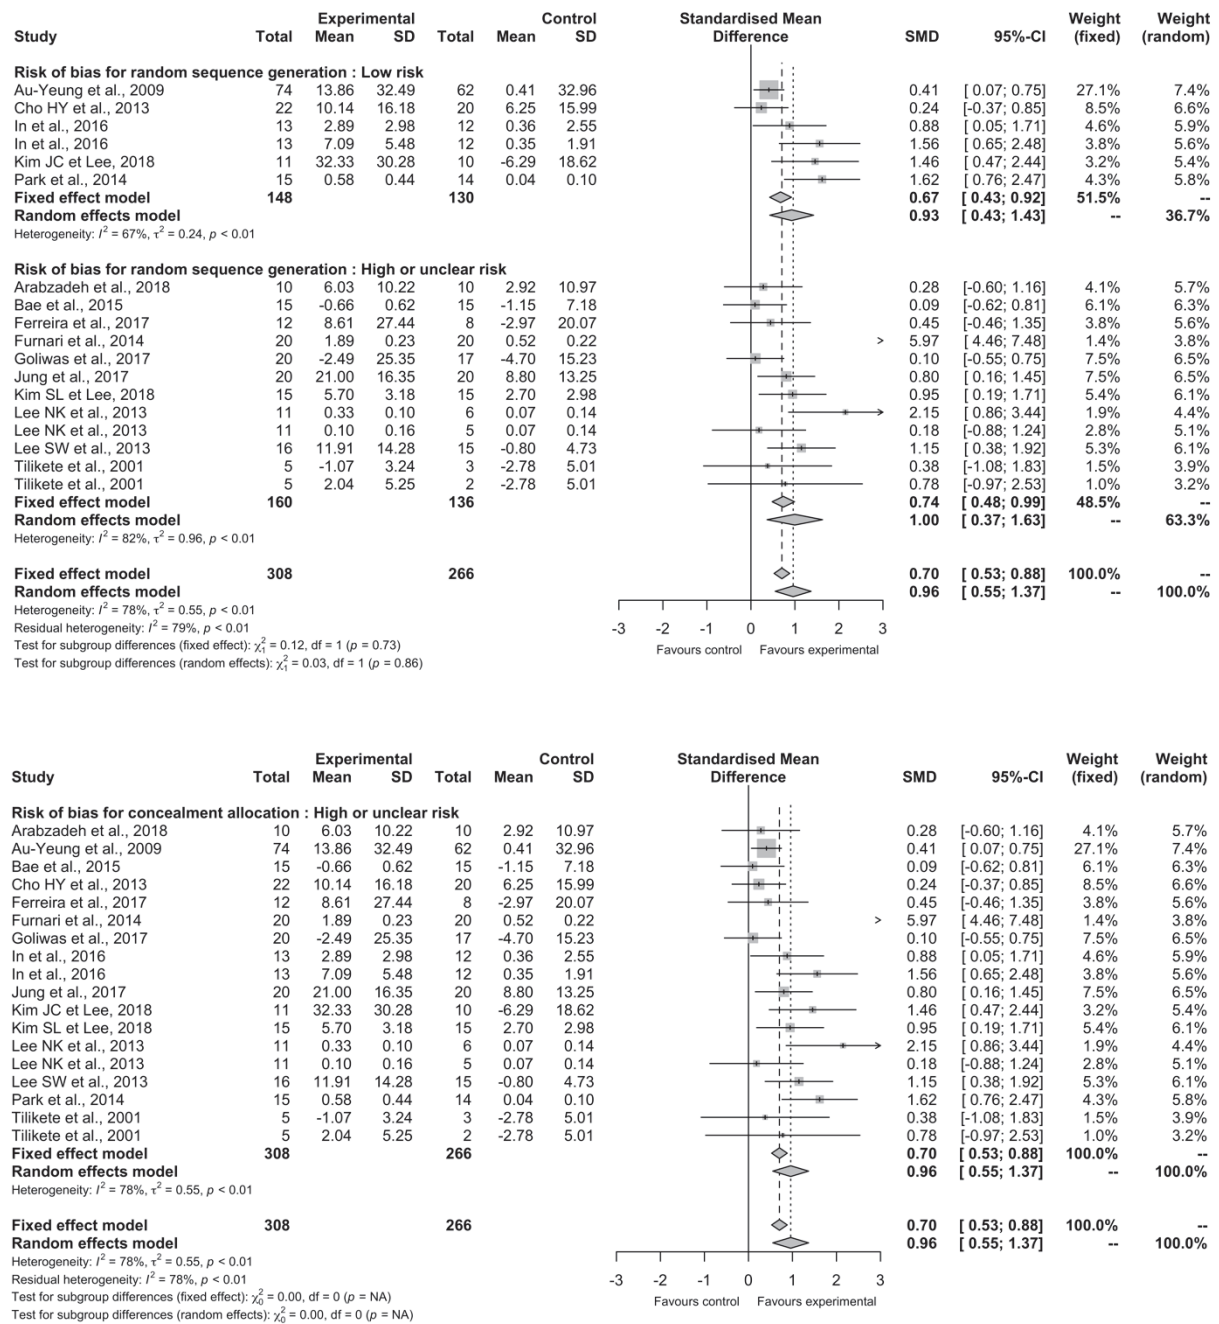 Experimental Control Standardised Mean Weight Weight
Study Total Mean SD Total Mean SD Difference SMD 95%-CI (fixed) (random)
Risk of bias for random sequence generation : Low risk
Au-Yeung et al., 2009 74 13.86 32.49 62 0.41 32.96 0.41 [ 0.07; 0.75] 27.1% 7.4%
Cho HY et al., 2013 22 10.14 16.18 20 6.25 15.99 0.24 [-0.37; 0.85] 8.5% 6.6%
In et al., 2016 13 2.89 2.98 12 0.36 2.55 0.88 [ 0.05; 1.71] 4.6% 5.9%
In et al., 2016 13 7.09 5.48 12 0.35 1.91 1.56 [ 0.65; 2.48] 3.8% 5.6%
Kim JC et Lee, 2018 11 32.33 30.28 10 -6.29 18.62 1.46 [ 0.47; 2.44] 3.2% 5.4%
Park et al., 2014 15 0.58 0.44 14 0.04 0.10 1.62 [ 0.76; 2.47] 4.3% 5.8%
Fixed effect model 148 130 0.67 [ 0.43; 0.92] 51.5% --
Random effects model 0.93 [ 0.43; 1.43] -- 36.7%
Heterogeneity: I² = 67%, τ² = 0.24, p < 0.01
Risk of bias for random sequence generation : High or unclear risk
Arabzadeh et al., 2018 10 6.03 10.22 10 2.92 10.97 0.28 [-0.60; 1.16] 4.1% 5.7%
Bae et al., 2015 15 -0.66 0.62 15 -1.15 7.18 0.09 [-0.62; 0.81] 6.1% 6.3%
Ferreira et al., 2017 12 8.61 27.44 8 -2.97 20.07 0.45 [-0.46; 1.35] 3.8% 5.6%
Furnari et al., 2014 20 1.89 0.23 20 0.52 0.22 > 5.97 [ 4.46; 7.48] 1.4% 3.8%
Goliwas et al., 2017 20 -2.49 25.35 17 -4.70 15.23 0.10 [-0.55; 0.75] 7.5% 6.5%
Jung et al., 2017 20 21.00 16.35 20 8.80 13.25 0.80 [ 0.16; 1.45] 7.5% 6.5%
Kim SL et Lee, 2018 15 5.70 3.18 15 2.70 2.98 0.95 [ 0.19; 1.71] 5.4% 6.1%
Lee NK et al., 2013 11 0.33 0.10 6 0.07 0.14 2.15 [ 0.86; 3.44] 1.9% 4.4%
Lee NK et al., 2013 11 0.10 0.16 5 0.07 0.14 0.18 [-0.88; 1.24] 2.8% 5.1%
Lee SW et al., 2013 16 11.91 14.28 15 -0.80 4.73 1.15 [ 0.38; 1.92] 5.3% 6.1%
Tilikete et al., 2001 5 -1.07 3.24 3 -2.78 5.01 0.38 [-1.08; 1.83] 1.5% 3.9%
Tilikete et al., 2001 5 2.04 5.25 2 -2.78 5.01 0.78 [-0.97; 2.53] 1.0% 3.2%
Fixed effect model 160 136 0.74 [ 0.48; 0.99] 48.5% --
Random effects model 1.00 [ 0.37; 1.63] -- 63.3%
Heterogeneity: I² = 82%, τ² = 0.96, p < 0.01
Fixed effect model 308 266 0.70 [ 0.53; 0.88] 100.0% --
Random effects model 0.96 [ 0.55; 1.37] -- 100.0%
Heterogeneity: I² = 78%, τ² = 0.55, p < 0.01
Residual heterogeneity: I² = 79%, p < 0.01
-3 -2 -1 0 1 2 3
Test for subgroup differences (fixed effect): χ²₁ = 0.12, df = 1 (p = 0.73)
Favours control Favours experimental
Test for subgroup differences (random effects): χ²₁ = 0.03, df = 1 (p = 0.86)
Experimental Control Standardised Mean Weight Weight
Study Total Mean SD Total Mean SD Difference SMD 95%-CI (fixed) (random)
Risk of bias for concealment allocation : High or unclear risk
Arabzadeh et al., 2018 10 6.03 10.22 10 2.92 10.97 0.28 [-0.60; 1.16] 4.1% 5.7%
Au-Yeung et al., 2009 74 13.86 32.49 62 0.41 32.96 0.41 [ 0.07; 0.75] 27.1% 7.4%
Bae et al., 2015 15 -0.66 0.62 15 -1.15 7.18 0.09 [-0.62; 0.81] 6.1% 6.3%
Cho HY et al., 2013 22 10.14 16.18 20 6.25 15.99 0.24 [-0.37; 0.85] 8.5% 6.6%
Ferreira et al., 2017 12 8.61 27.44 8 -2.97 20.07 0.45 [-0.46; 1.35] 3.8% 5.6%
Furnari et al., 2014 20 1.89 0.23 20 0.52 0.22 > 5.97 [ 4.46; 7.48] 1.4% 3.8%
Goliwas et al., 2017 20 -2.49 25.35 17 -4.70 15.23 0.10 [-0.55; 0.75] 7.5% 6.5%
In et al., 2016 13 2.89 2.98 12 0.36 2.55 0.88 [ 0.05; 1.71] 4.6% 5.9%
In et al., 2016 13 7.09 5.48 12 0.35 1.91 1.56 [ 0.65; 2.48] 3.8% 5.6%
Jung et al., 2017 20 21.00 16.35 20 8.80 13.25 0.80 [ 0.16; 1.45] 7.5% 6.5%
Kim JC et Lee, 2018 11 32.33 30.28 10 -6.29 18.62 1.46 [ 0.47; 2.44] 3.2% 5.4%
Kim SL et Lee, 2018 15 5.70 3.18 15 2.70 2.98 0.95 [ 0.19; 1.71] 5.4% 6.1%
Lee NK et al., 2013 11 0.33 0.10 6 0.07 0.14 2.15 [ 0.86; 3.44] 1.9% 4.4%
Lee NK et al., 2013 11 0.10 0.16 5 0.07 0.14 0.18 [-0.88; 1.24] 2.8% 5.1%
Lee SW et al., 2013 16 11.91 14.28 15 -0.80 4.73 1.15 [ 0.38; 1.92] 5.3% 6.1%
Park et al., 2014 15 0.58 0.44 14 0.04 0.10 1.62 [ 0.76; 2.47] 4.3% 5.8%
Tilikete et al., 2001 5 -1.07 3.24 3 -2.78 5.01 0.38 [-1.08; 1.83] 1.5% 3.9%
Tilikete et al., 2001 5 2.04 5.25 2 -2.78 5.01 0.78 [-0.97; 2.53] 1.0% 3.2%
Fixed effect model 308 266 0.70 [ 0.53; 0.88] 100.0% --
Random effects model 0.96 [ 0.55; 1.37] -- 100.0%
Heterogeneity: I² = 78%, τ² = 0.55, p < 0.01
Fixed effect model 308 266 0.70 [ 0.53; 0.88] 100.0% --
Random effects model 0.96 [ 0.55; 1.37] -- 100.0%
Heterogeneity: I² = 78%, τ² = 0.55, p < 0.01
Residual heterogeneity: I² = 78%, p < 0.01
-3 -2 -1 0 1 2 3
Test for subgroup differences (fixed effect): χ²₀ = 0.00, df = 0 (p = NA)
Favours control Favours experimental
Test for subgroup differences (random effects): χ²₀ = 0.00, df = 0 (p = NA)